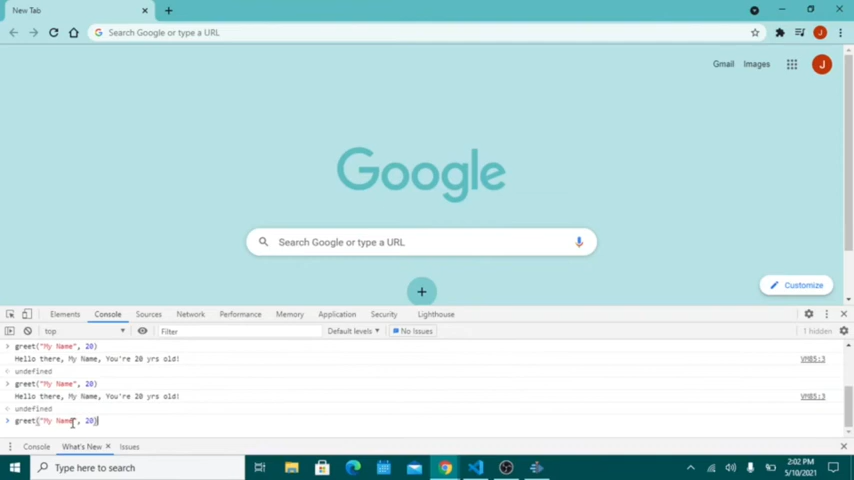 New Tab
Search Google or type a URL
J
Gmail Images J
Google
Search Google or type a URL
Customize
Elements Console Sources Network Performance Memory Application Security Lighthouse
top Filter Default levels No Issues 1 hidden
greet("My Name", 20)
Hello there, My Name, You're 20 yrs old! VM85:3
undefined
greet("My Name", 20)
Hello there, My Name, You're 20 yrs old! VM85:3
undefined
greet("My Name", 20)
Console What's New Issues
Type here to search
2:02 PM
5/10/2021